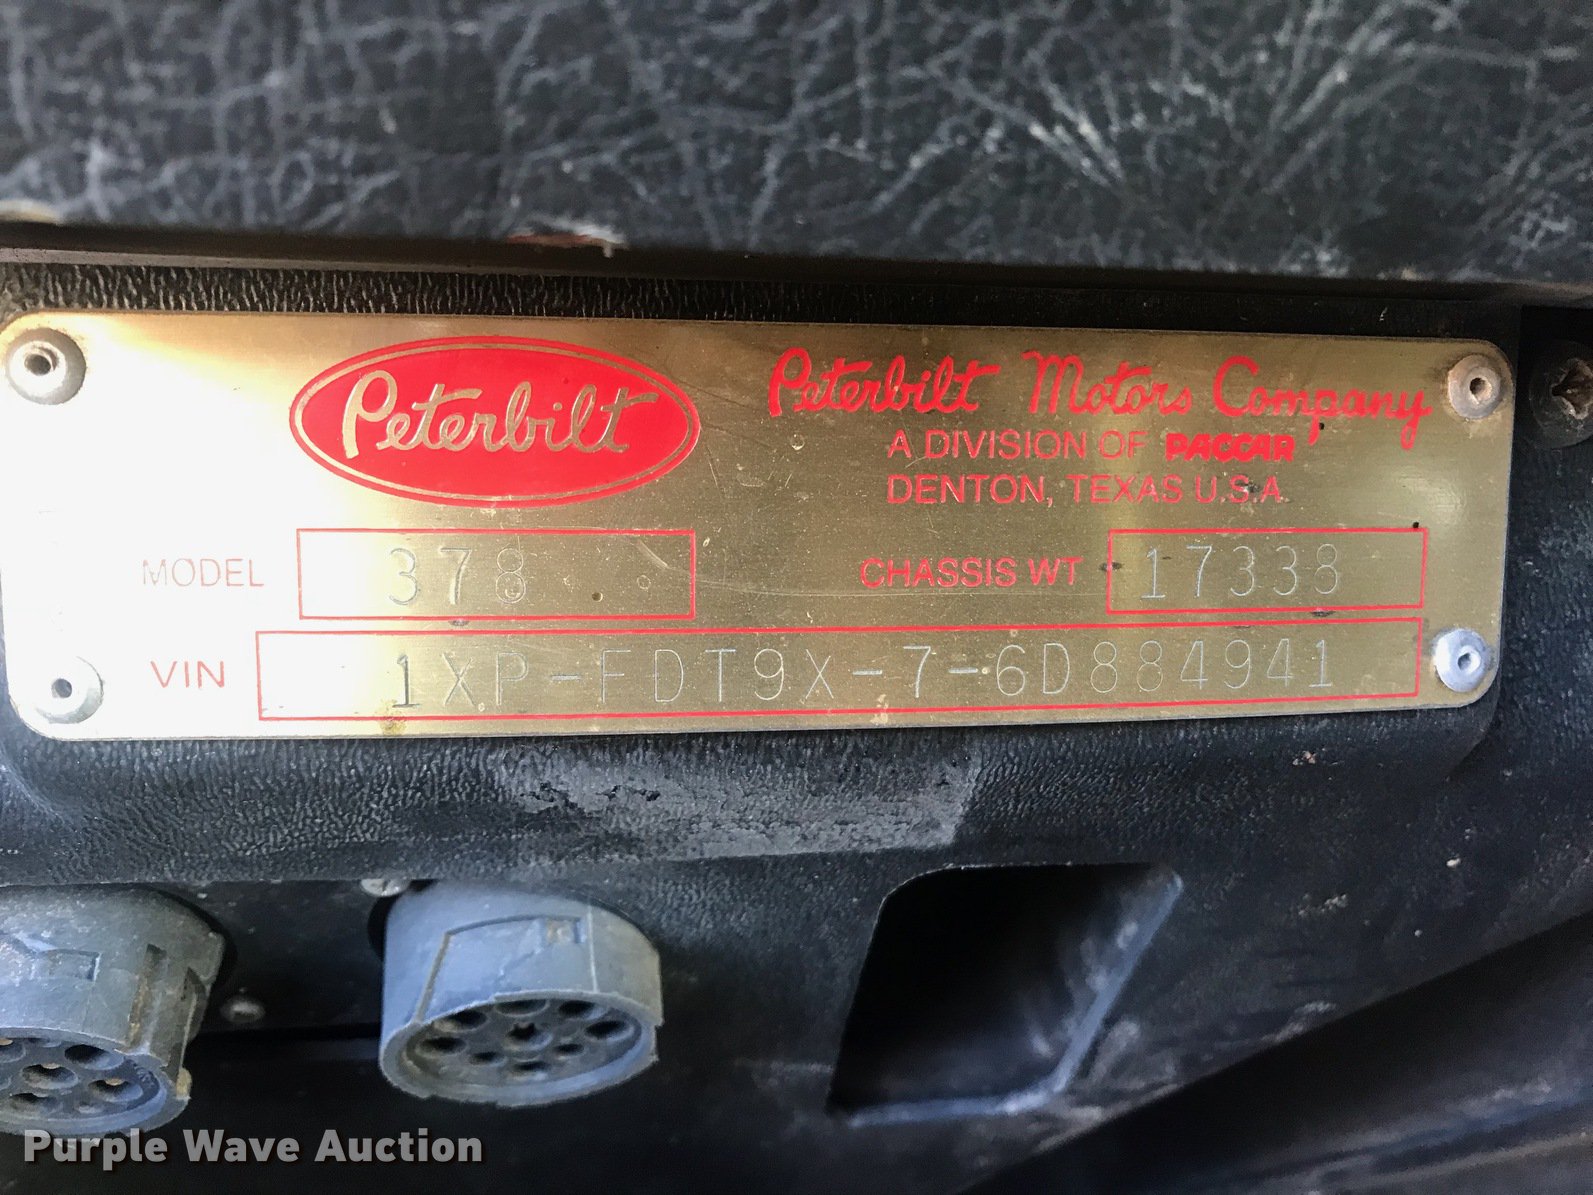 Peterbilt
Peterbilt Motors Company
A DIVISION OF PACCAR
DENTON, TEXAS U.S.A.
MODEL 378 CHASSIS WT 17338
VIN 1XP-FDT9X-7-6D884941
Purple Wave Auction